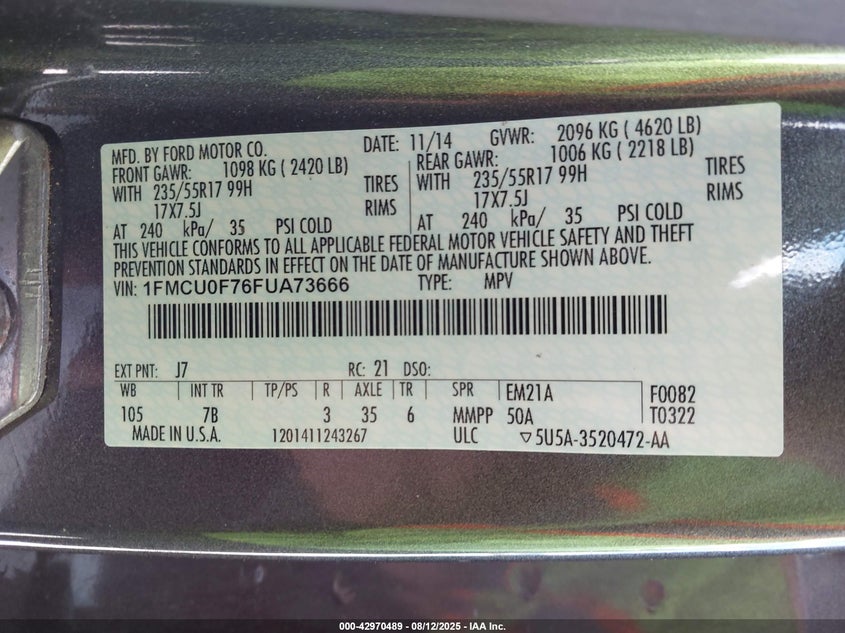 MFD. BY FORD MOTOR CO. DATE: 11/14 GVWR: 2096 KG ( 4620 LB)
FRONT GAWR: 1098 KG ( 2420 LB) REAR GAWR: 1006 KG ( 2218 LB)
WITH 235/55R17 99H TIRES WITH 235/55R17 99H TIRES
17X7.5J RIMS 17X7.5J RIMS
AT 240 kPa/ 35 PSI COLD AT 240 kPa/ 35 PSI COLD
THIS VEHICLE CONFORMS TO ALL APPLICABLE FEDERAL MOTOR VEHICLE SAFETY AND THEFT
PREVENTION STANDARDS IN EFFECT ON THE DATE OF MANUFACTURE SHOWN ABOVE.
VIN: 1FMCU0F76FUA73666 TYPE: MPV
EXT PNT: J7 RC: 21 DSO:
WB INT TR TP/PS R AXLE TR SPR EM21A F0082
105 7B 3 35 6 MMPP 50A T0322
MADE IN U.S.A. 1201411243267 ULC ▽5U5A-3520472-AA
000-42970489 - 08/12/2025 - IAA Inc.